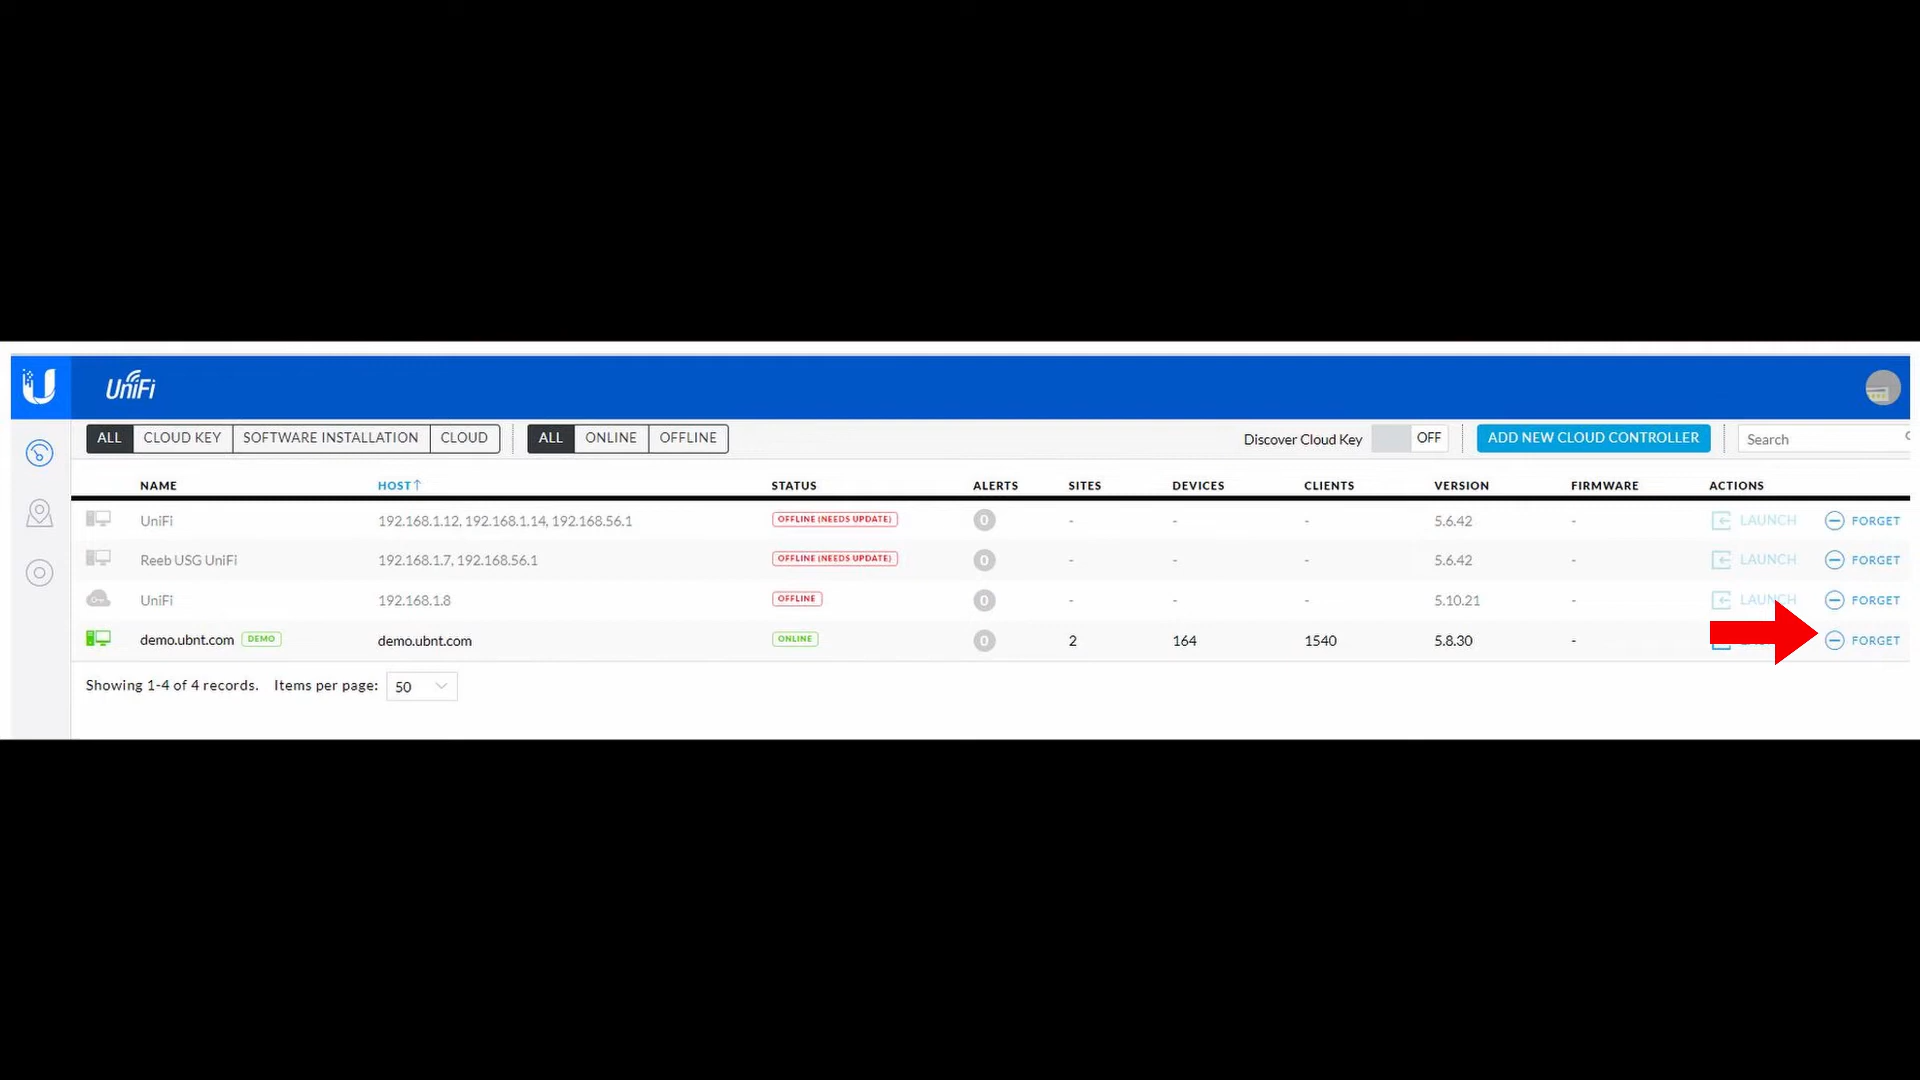 UniFi
ALL CLOUD KEY SOFTWARE INSTALLATION CLOUD ALL ONLINE OFFLINE Discover Cloud Key OFF ADD NEW CLOUD CONTROLLER Search
NAME HOST↑ STATUS ALERTS SITES DEVICES CLIENTS VERSION FIRMWARE ACTIONS
UniFi 192.168.1.12, 192.168.1.14, 192.168.56.1 OFFLINE (NEEDS UPDATE) 0 - - - 5.6.42 - LAUNCH FORGET
Reeb USG UniFi 192.168.1.7, 192.168.56.1 OFFLINE (NEEDS UPDATE) 0 - - - 5.6.42 - LAUNCH FORGET
UniFi 192.168.1.8 OFFLINE 0 - - - 5.10.21 - LAUNCH FORGET
demo.ubnt.com DEMO demo.ubnt.com ONLINE 0 2 164 1540 5.8.30 - FORGET
Showing 1-4 of 4 records. Items per page: 50